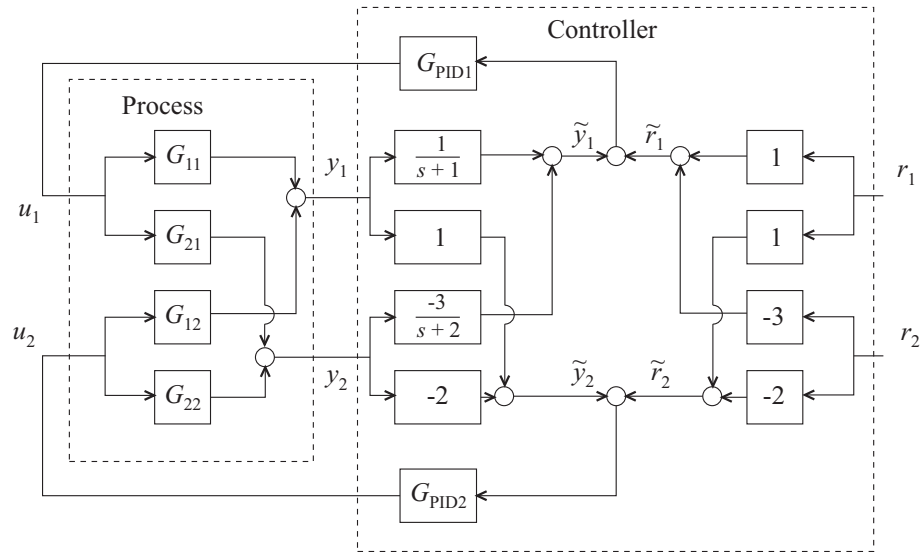 Controller
G_PID1
Process
G_11
1/(s + 1)
ỹ_1
r̃_1
1
y_1
r_1
u_1
G_21
1
1
G_12
-3/(s + 2)
-3
u_2
r_2
y_2
G_22
-2
ỹ_2
r̃_2
-2
G_PID2